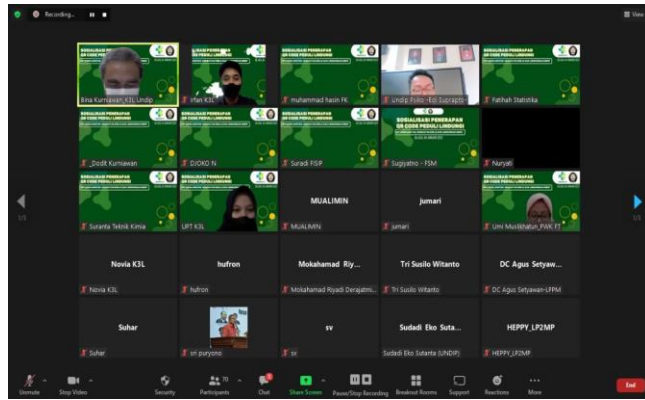 Recording...
View
SOSIALISASI PENERAPAN
QR CODE PEDULI LINDUNGI
Bina Kurniawan_K3L Undip
Irfan K3L
muhammad hasin FK
Undip Psiko -Edi Suprapto-
Fatihah Statistika
_Dodit Kurniawan
DJOKO N
Suradi FISIP
Sugiyatno - FSM
Nuryati
Suranta Teknik Kimia
UPT K3L
MUALIMIN
MUALIMIN
jumari
jumari
Umi Muslikhatun_PWK FT
Novia K3L
Novia K3L
hufron
hufron
Mokahamad Riy...
Mokahamad Riyadi Derajatmi...
Tri Susilo Witanto
Tri Susilo Witanto
DC Agus Setyaw...
DC Agus Setyawan-LPPM
Suhar
Suhar
sri puryono
sv
sv
Sudadi Eko Suta...
Sudadi Eko Sutanta (UNDIP)
HEPPY_LP2MP
HEPPY_LP2MP
1/3
1/3
Unmute
Stop Video
Security
Participants
70
Chat
Share Screen
Pause/Stop Recording
Breakout Rooms
Support
Reactions
More
End